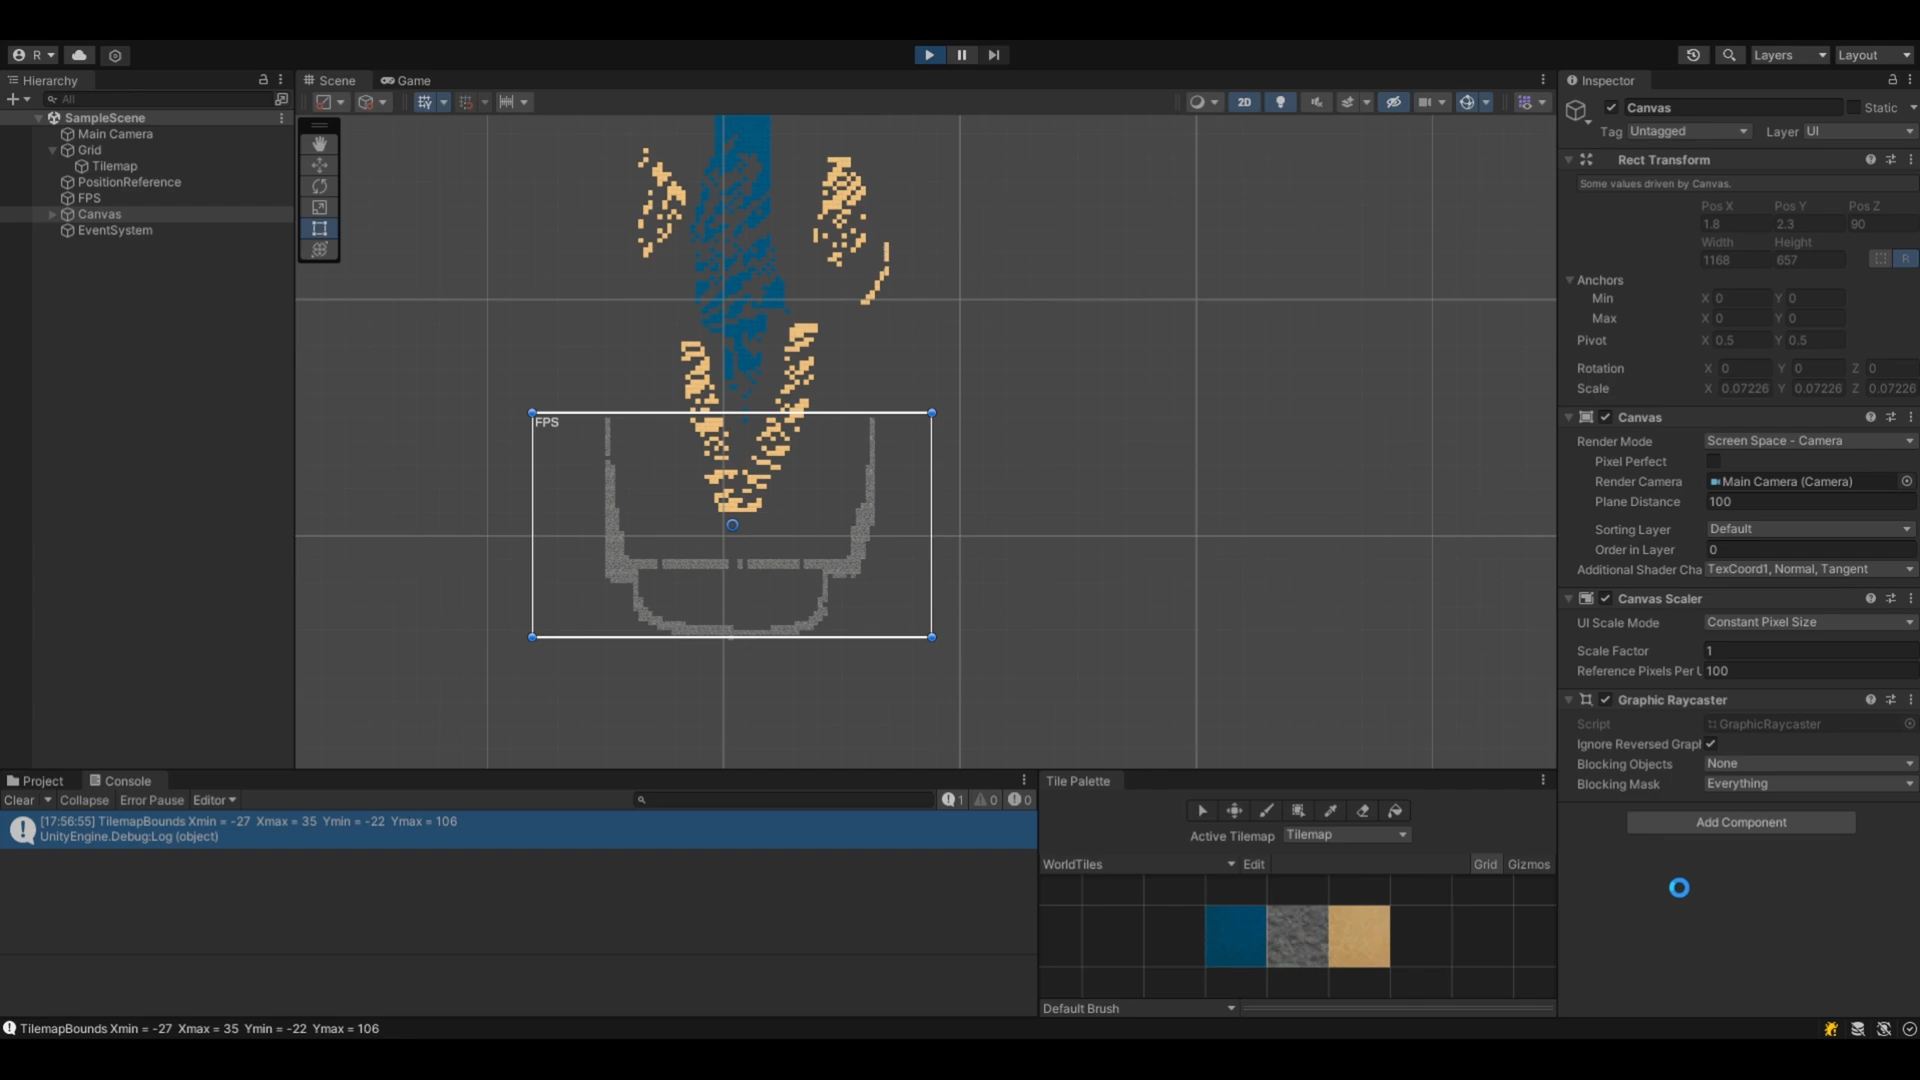 R
Layers
Layout
Hierarchy
All
SampleScene
Main Camera
Grid
Tilemap
PositionReference
FPS
Canvas
EventSystem
Scene
Game
2D
FPS
Inspector
Canvas
Static
Tag Untagged Layer UI
Rect Transform
Some values driven by Canvas.
Pos X Pos Y Pos Z
1.8 2.3 90
Width Height
1168 657
R
Anchors
Min X 0 Y 0
Max X 0 Y 0
Pivot X 0.5 Y 0.5
Rotation X 0 Y 0 Z 0
Scale X 0.07226 Y 0.07226 Z 0.07226
Canvas
Render Mode Screen Space - Camera
Pixel Perfect
Render Camera Main Camera (Camera)
Plane Distance 100
Sorting Layer Default
Order in Layer 0
Additional Shader Cha TexCoord1, Normal, Tangent
Canvas Scaler
UI Scale Mode Constant Pixel Size
Scale Factor 1
Reference Pixels Per U 100
Graphic Raycaster
Script GraphicRaycaster
Ignore Reversed Graph
Blocking Objects None
Blocking Mask Everything
Add Component
Project
Console
Clear Collapse Error Pause Editor
1 0 0
[17:56:55] TilemapBounds Xmin = -27 Xmax = 35 Ymin = -22 Ymax = 106
UnityEngine.Debug:Log (object)
Tile Palette
Active Tilemap Tilemap
WorldTiles Edit Grid Gizmos
Default Brush
TilemapBounds Xmin = -27 Xmax = 35 Ymin = -22 Ymax = 106